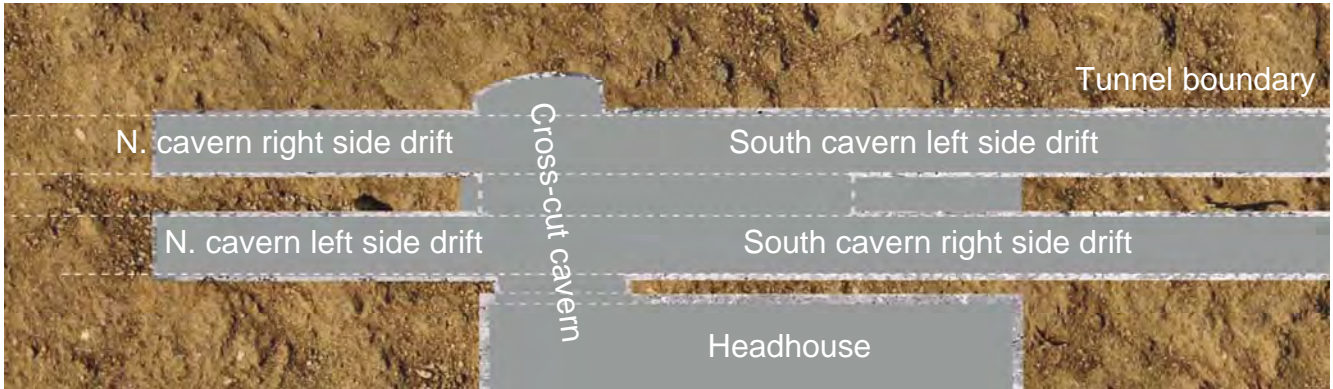 Tunnel boundary
N. cavern right side drift
Cross-cut cavern
South cavern left side drift
N. cavern left side drift
South cavern right side drift
Headhouse